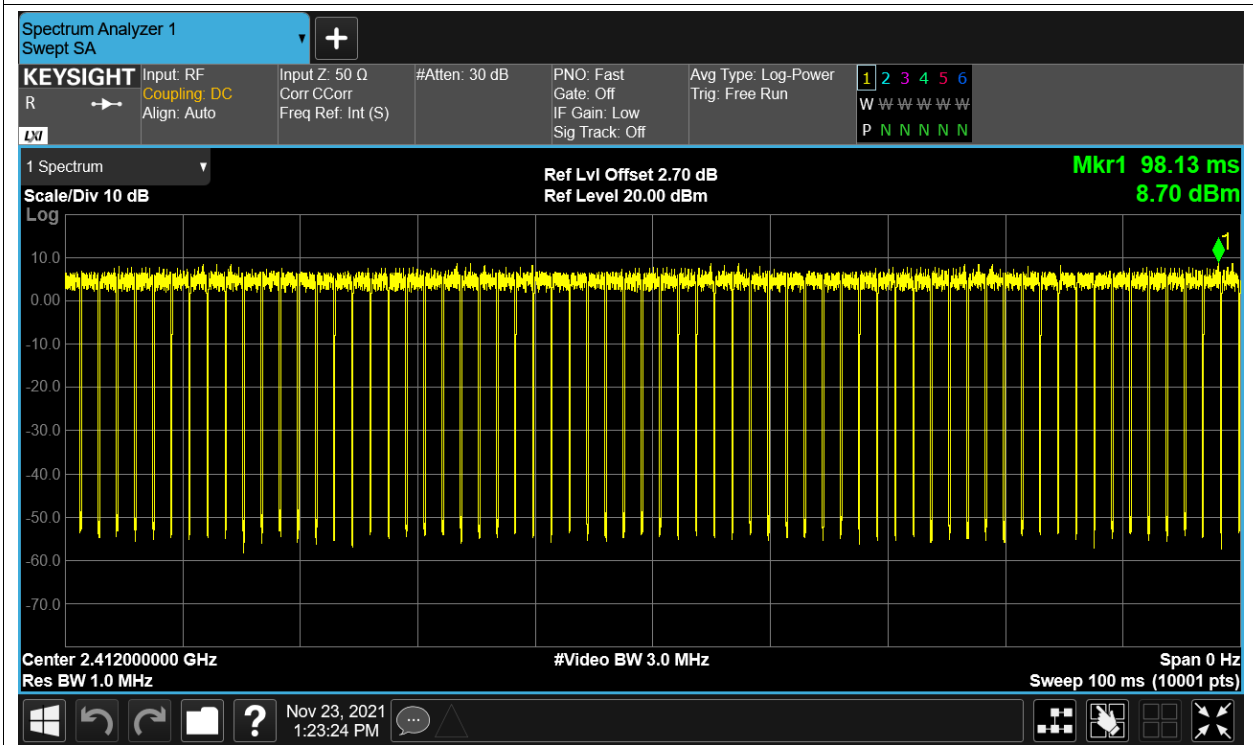 Spectrum Analyzer 1
Swept SA
KEYSIGHT
R
LXI
Input: RF
Coupling: DC
Align: Auto
Input Z: 50 Ω
Corr CCorr
Freq Ref: Int (S)
#Atten: 30 dB
PNO: Fast
Gate: Off
IF Gain: Low
Sig Track: Off
Avg Type: Log-Power
Trig: Free Run
1 2 3 4 5 6
W W W W W W
P N N N N N
1 Spectrum
Scale/Div 10 dB
Log
Ref Lvl Offset 2.70 dB
Ref Level 20.00 dBm
Mkr1 98.13 ms
8.70 dBm
1
10.0
0.00
-10.0
-20.0
-30.0
-40.0
-50.0
-60.0
-70.0
Center 2.412000000 GHz
Res BW 1.0 MHz
#Video BW 3.0 MHz
Span 0 Hz
Sweep 100 ms (10001 pts)
?
Nov 23, 2021
1:23:24 PM